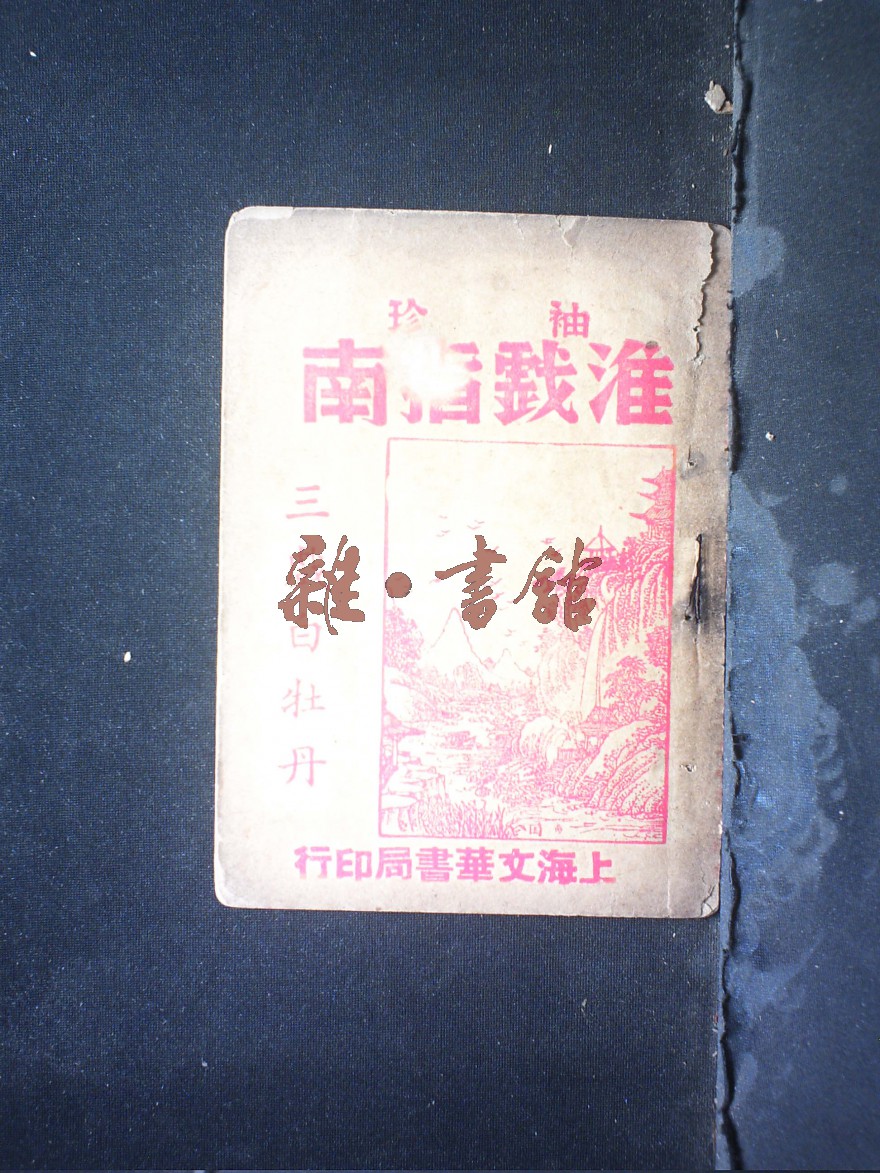 袖珍
淮戱指南
三
白牡丹
上海文華書局印行
雜·書館